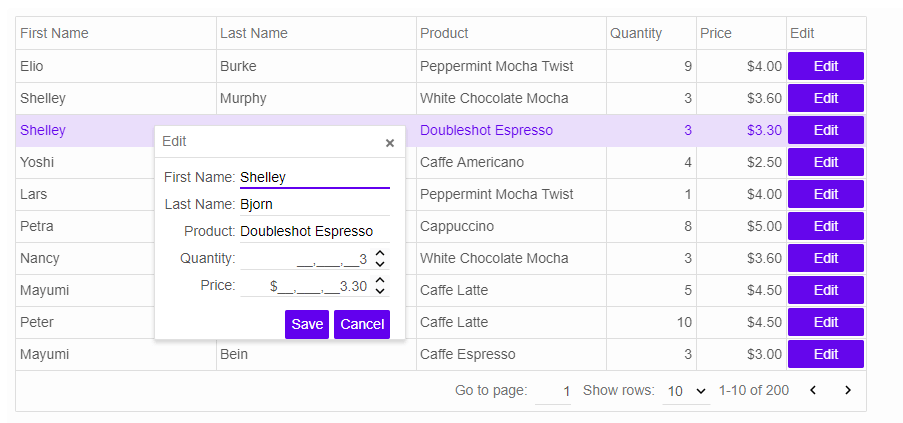 First Name Last Name Product Quantity Price Edit
Elio Burke Peppermint Mocha Twist 9 $4.00 Edit
Shelley Murphy White Chocolate Mocha 3 $3.60 Edit
Shelley Doubleshot Espresso 3 $3.30 Edit
Yoshi Caffe Americano 4 $2.50 Edit
Lars Peppermint Mocha Twist 1 $4.00 Edit
Petra Cappuccino 8 $5.00 Edit
Nancy White Chocolate Mocha 3 $3.60 Edit
Mayumi Caffe Latte 5 $4.50 Edit
Peter Caffe Latte 10 $4.50 Edit
Mayumi Bein Caffe Espresso 3 $3.00 Edit
Edit ×
First Name: Shelley
Last Name: Bjorn
Product: Doubleshot Espresso
Quantity: __,___,__3
Price: $__,___,__3.30
Save Cancel
Go to page: 1 Show rows: 10 1-10 of 200